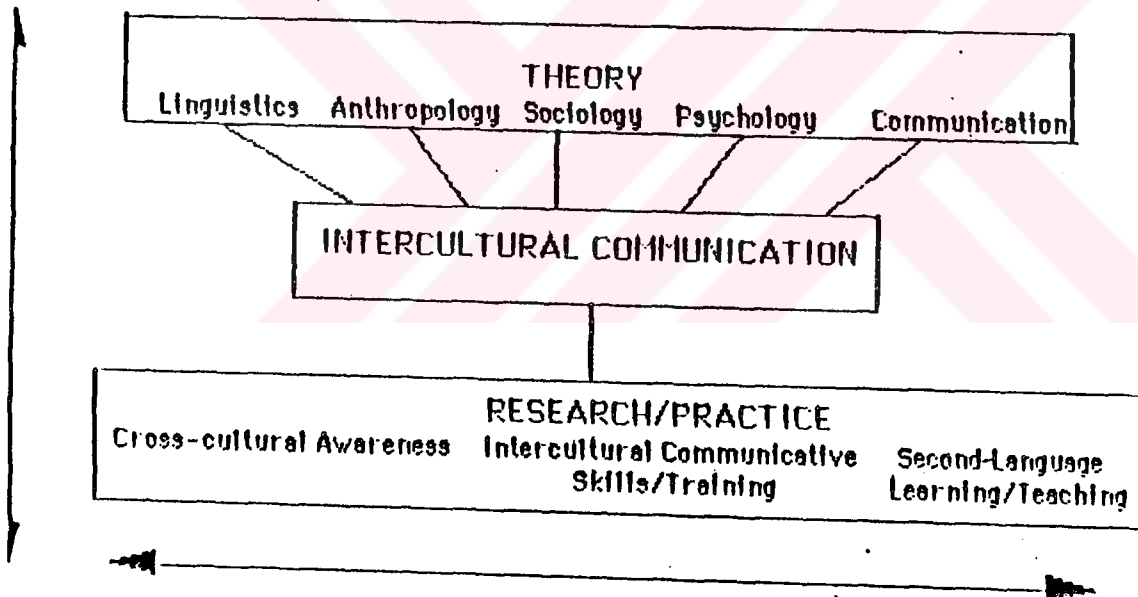 THEORY
Linguistics Anthropology Sociology Psychology Communication
INTERCULTURAL COMMUNICATION
RESEARCH/PRACTICE
Cross-cultural Awareness Intercultural Communicative Second-Language
Skills/Training Learning/Teaching